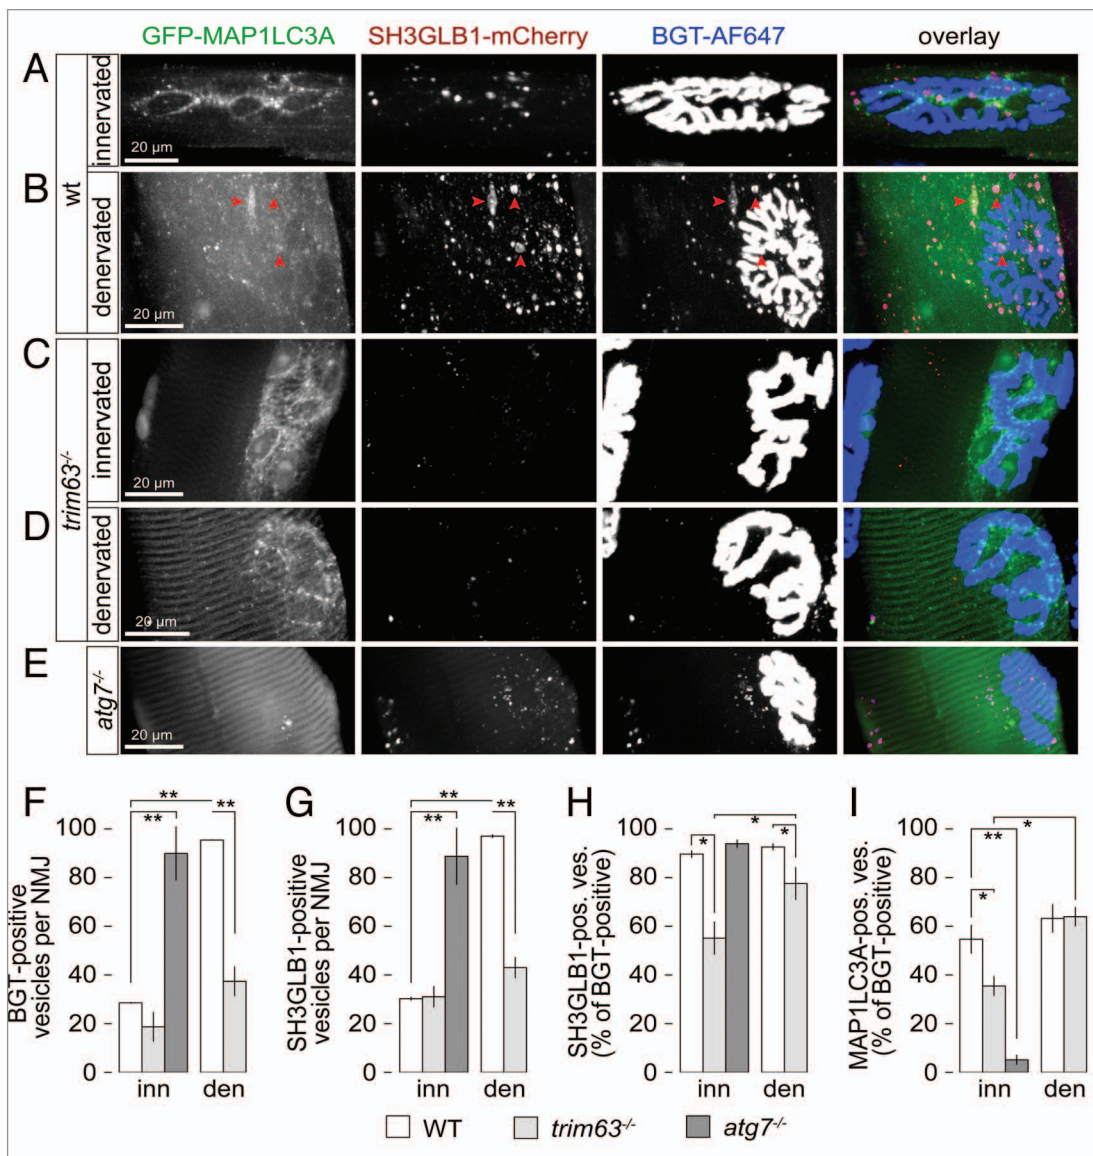 GFP-MAP1LC3A SH3GLB1-mCherry BGT-AF647 overlay
A
wt
innervated
20 µm
B
denervated
20 µm
C
trim63-/-
innervated
20 µm
D
denervated
20 µm
E
atg7-/-
20 µm
F
BGT-positive
vesicles per NMJ
100
80
60
40
20
0
**
**
**
inn den
G
SH3GLB1-positive
vesicles per NMJ
100
80
60
40
20
0
**
**
**
inn den
H
SH3GLB1-pos. ves.
(% of BGT-positive)
100
80
60
40
20
0
*
*
*
inn den
I
MAP1LC3A-pos. ves.
(% of BGT-positive)
100
80
60
40
20
0
*
**
*
inn den
WT trim63-/- atg7-/-